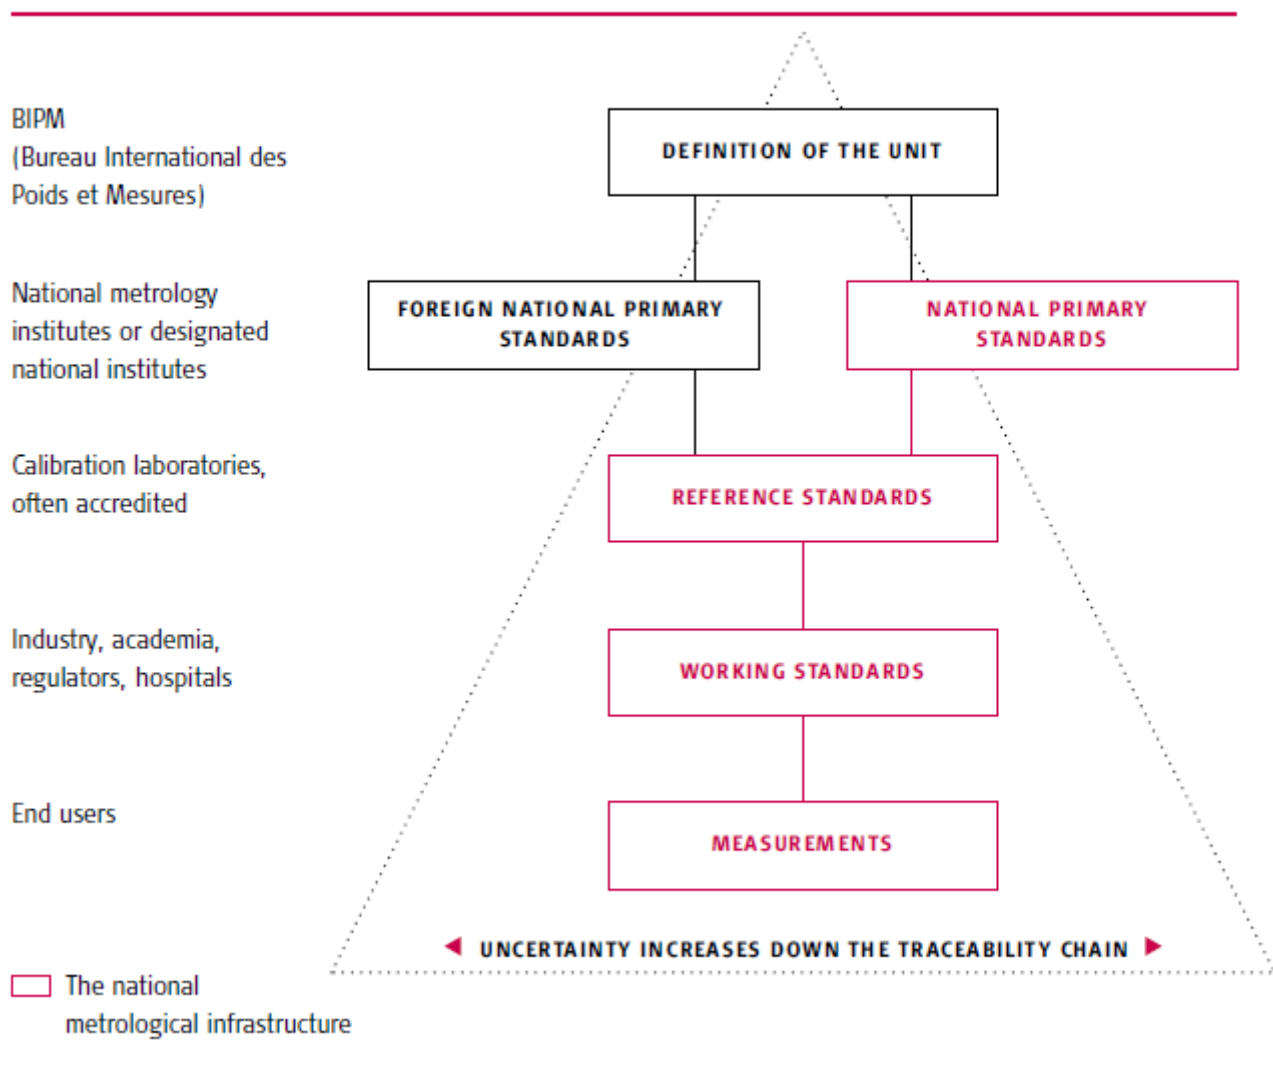 BIPM
(Bureau International des
Poids et Mesures)
DEFINITION OF THE UNIT
National metrology
institutes or designated
national institutes
FOREIGN NATIONAL PRIMARY
STANDARDS
NATIONAL PRIMARY
STANDARDS
Calibration laboratories,
often accredited
REFERENCE STANDARDS
Industry, academia,
regulators, hospitals
WORKING STANDARDS
End users
MEASUREMENTS
UNCERTAINTY INCREASES DOWN THE TRACEABILITY CHAIN
The national
metrological infrastructure